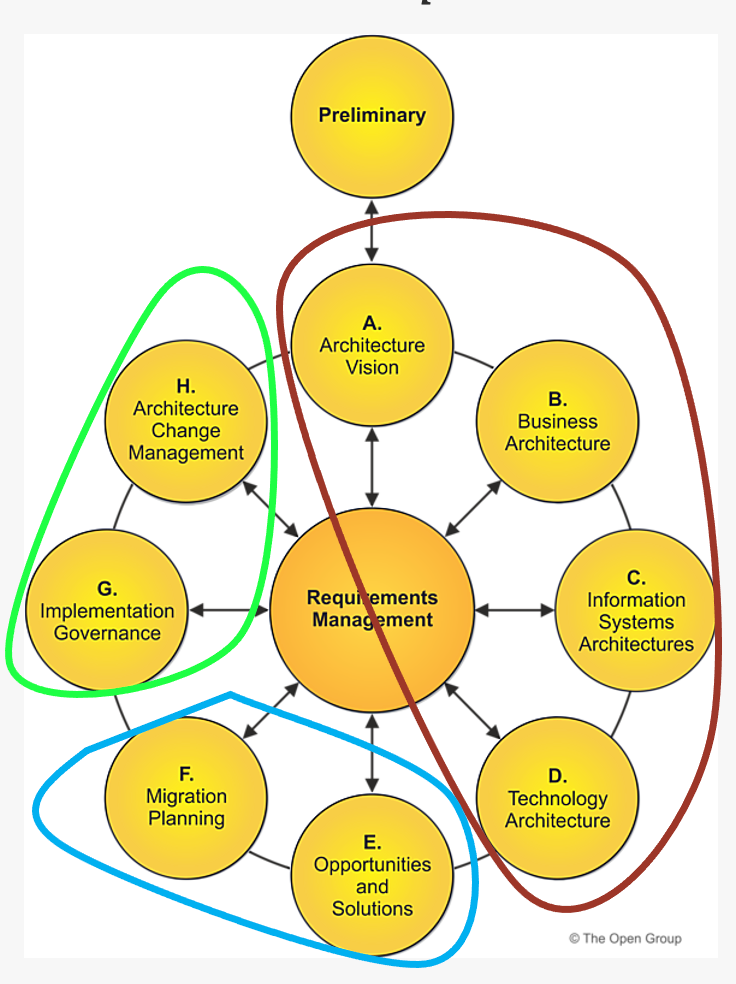 Preliminary
A.
Architecture
Vision
B.
Business
Architecture
C.
Information
Systems
Architectures
D.
Technology
Architecture
E.
Opportunities
and
Solutions
F.
Migration
Planning
G.
Implementation
Governance
H.
Architecture
Change
Management
Requirements
Management
© The Open Group